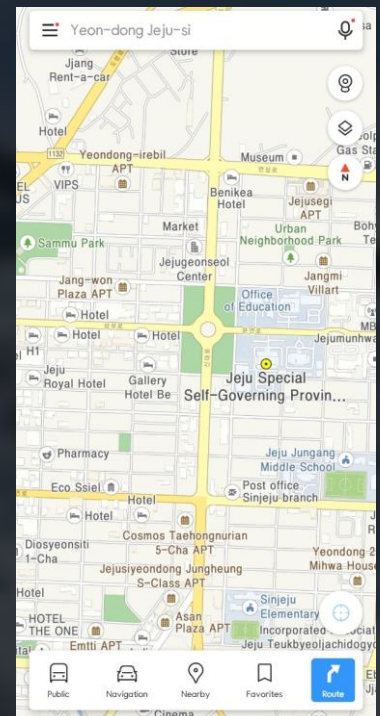 Yeon-dong Jeju-si
Store
Jjang
Rent-a-car
Hotel
1132
Yeondong-irebil
APT
VIPS
Museum
Gas Sta
N
Benikea
Hotel
Jejusegi
APT
Market
Urban
Neighborhood Park
Sammu Park
Jejugeonseol
Center
Jang-won
Plaza APT
Jangmi
Villart
Office
of Education
Hotel
Hotel
Hotel
MB
Jejumunhwa
H1
Jeju
Royal Hotel
Gallery
Hotel Be
Jeju Special
Self-Governing Provin...
Pharmacy
Jeju Jungang
Middle School
Eco Ssiel
Hotel
Post office
Sinjeju branch
Hotel
Cosmos Taehongnurian
5-Cha APT
Diosyeonsiti
1-Cha
Yeondong 2
Mihwa House
Jejusiyeondong Jungheung
S-Class APT
Hotel
Sinjeju
Elementary
HOTEL
THE ONE
Asan
Plaza APT
Incorporated
Jeju Teukbyeoljachidogy
Emtti APT
Public
Navigation
Nearby
Favorites
Route
Cinema